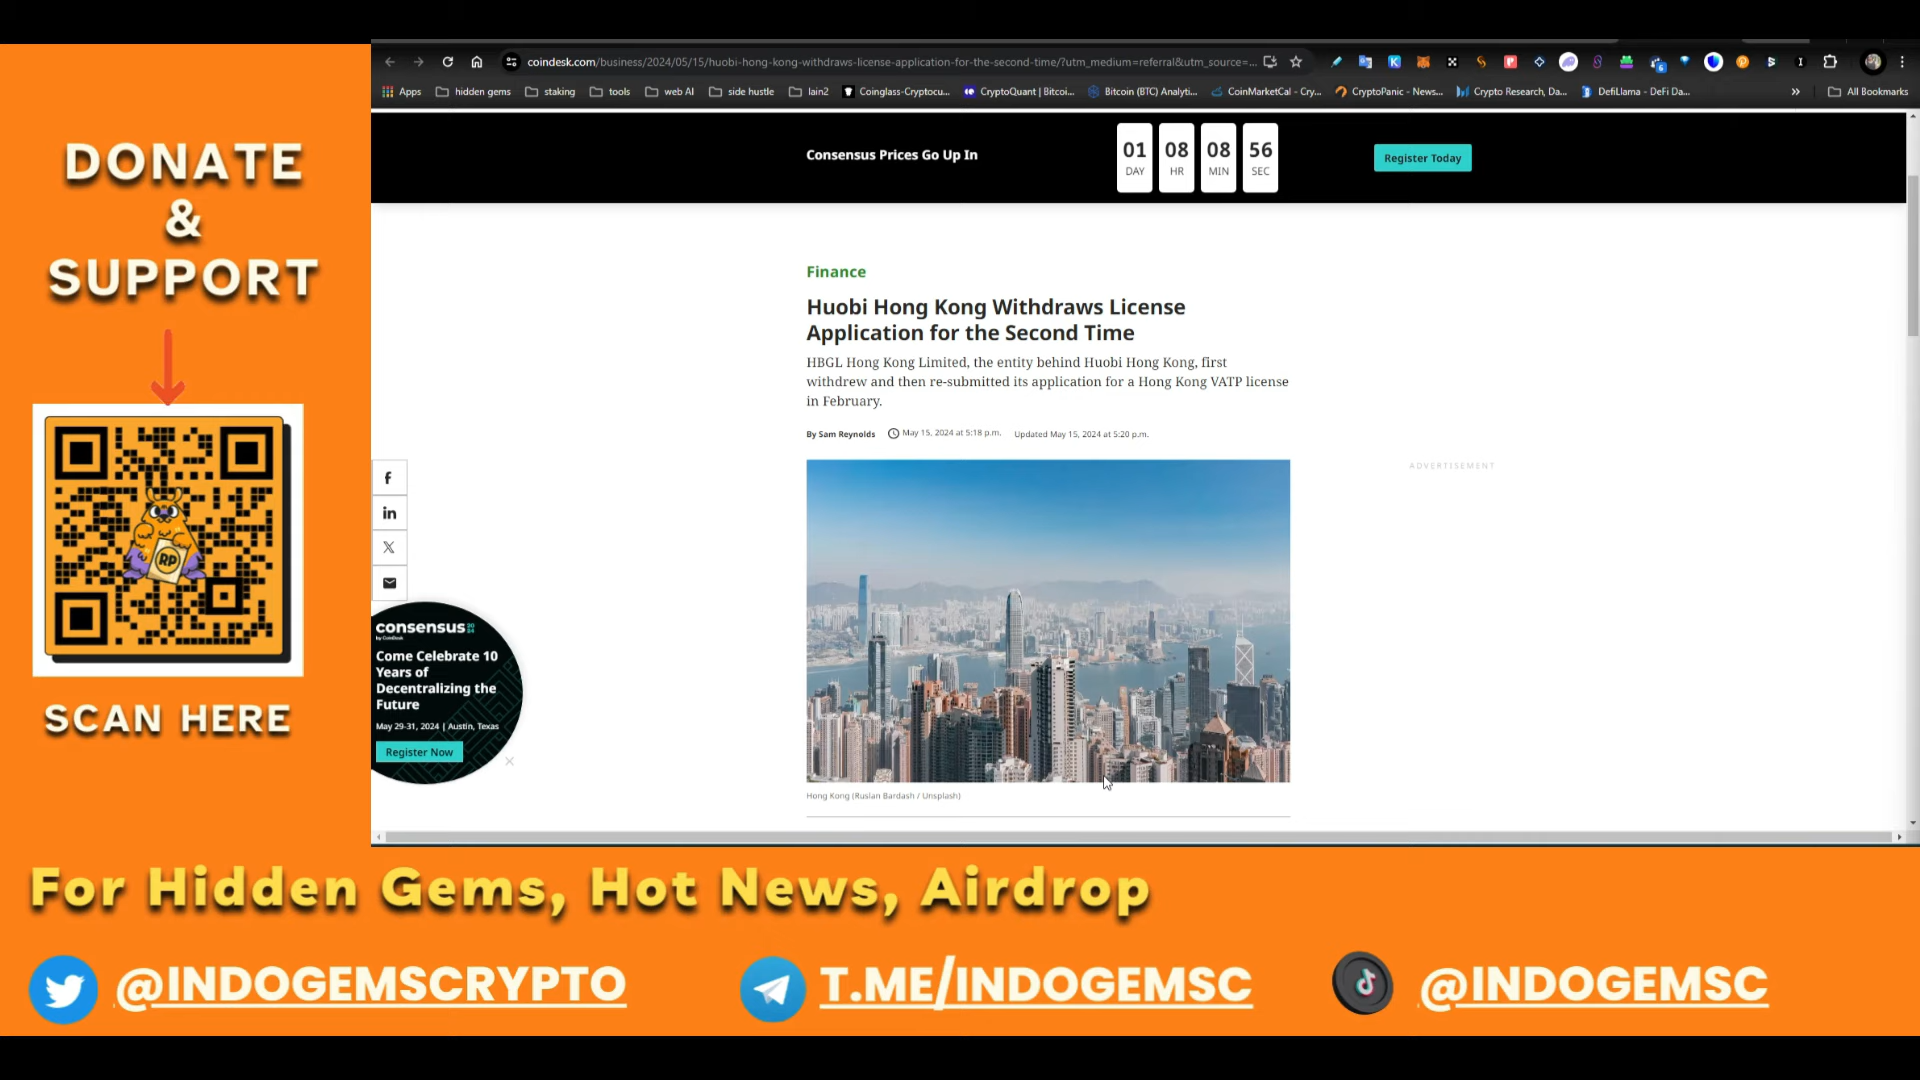 DONATE
&
SUPPORT
SCAN HERE
RP
coindesk.com/business/2024/05/15/huobi-hong-kong-withdraws-license-application-for-the-second-time/?utm_medium=referral&utm_source=...
Apps hidden gems staking tools web AI side hustle lain2 Coinglass-Cryptocu... CryptoQuant | Bitcoi... Bitcoin (BTC) Analyti... CoinMarketCal - Cry... CryptoPanic - News... Crypto Research, Da... DefiLlama - DeFi Da... » All Bookmarks
Consensus Prices Go Up In
01 08 08 56
DAY HR MIN SEC
Register Today
Finance
Huobi Hong Kong Withdraws License
Application for the Second Time
HBGL Hong Kong Limited, the entity behind Huobi Hong Kong, first
withdrew and then re-submitted its application for a Hong Kong VATP license
in February.
By Sam Reynolds May 15, 2024 at 5:18 p.m. Updated May 15, 2024 at 5:20 p.m.
ADVERTISEMENT
Hong Kong (Ruslan Bardash / Unsplash)
consensus
by CoinDesk
Come Celebrate 10
Years of
Decentralizing the
Future
May 29-31, 2024 | Austin, Texas
Register Now
For Hidden Gems, Hot News, Airdrop
@INDOGEMSCRYPTO
T.ME/INDOGEMSC
@INDOGEMSC